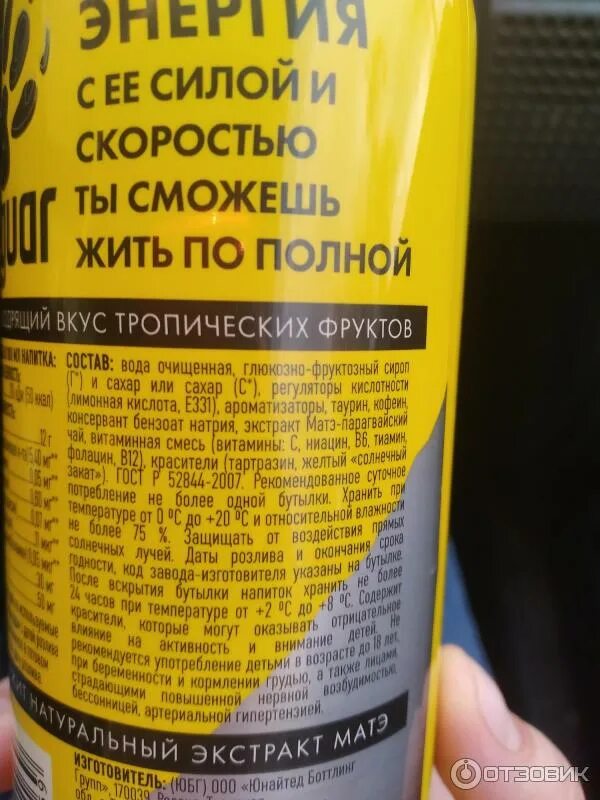 ЭНЕРГИЯ
С ЕЕ СИЛОЙ И
СКОРОСТЬЮ
ТЫ СМОЖЕШЬ
ЖИТЬ ПО ПОЛНОЙ
ВКУС ТРОПИЧЕСКИХ ФРУКТОВ
НАПИТКА:
12 г
30 мг
50 мг
СОСТАВ: вода очищенная, глюкозно-фруктозный сироп
(Г*) и сахар или сахар (С*), регуляторы кислотности
(лимонная кислота, Е331), ароматизаторы, таурин, кофеин,
консервант бензоат натрия, экстракт Матэ-парагвайский
чай, витаминная смесь (витамины: С, ниацин, В6, тиамин,
фолацин, В12), красители (тартразин, желтый «солнечный
закат»). ГОСТ Р 52844-2007. Рекомендованное суточное
потребление не более одной бутылки. Хранить при
температуре от 0 °С до +20 °С и относительной влажности
не более 75 %. Защищать от воздействия прямых
солнечных лучей. Даты розлива и окончания срока
годности, код завода-изготовителя указаны на бутылке.
После вскрытия бутылки напиток хранить не более
24 часов при температуре от +2 °С до +8 °С. Содержит
красители, которые могут оказывать отрицательное
влияние на активность и внимание детей. Не
рекомендуется употребление детьми в возрасте до 18 лет,
при беременности и кормлении грудью, а также лицами,
страдающими повышенной нервной возбудимостью,
бессонницей, артериальной гипертензией.
НАТУРАЛЬНЫЙ ЭКСТРАКТ МАТЭ
ИЗГОТОВИТЕЛЬ: (ЮБГ) ООО «Юнайтед Боттлинг
Групп», 170039,
ОТЗОВИК